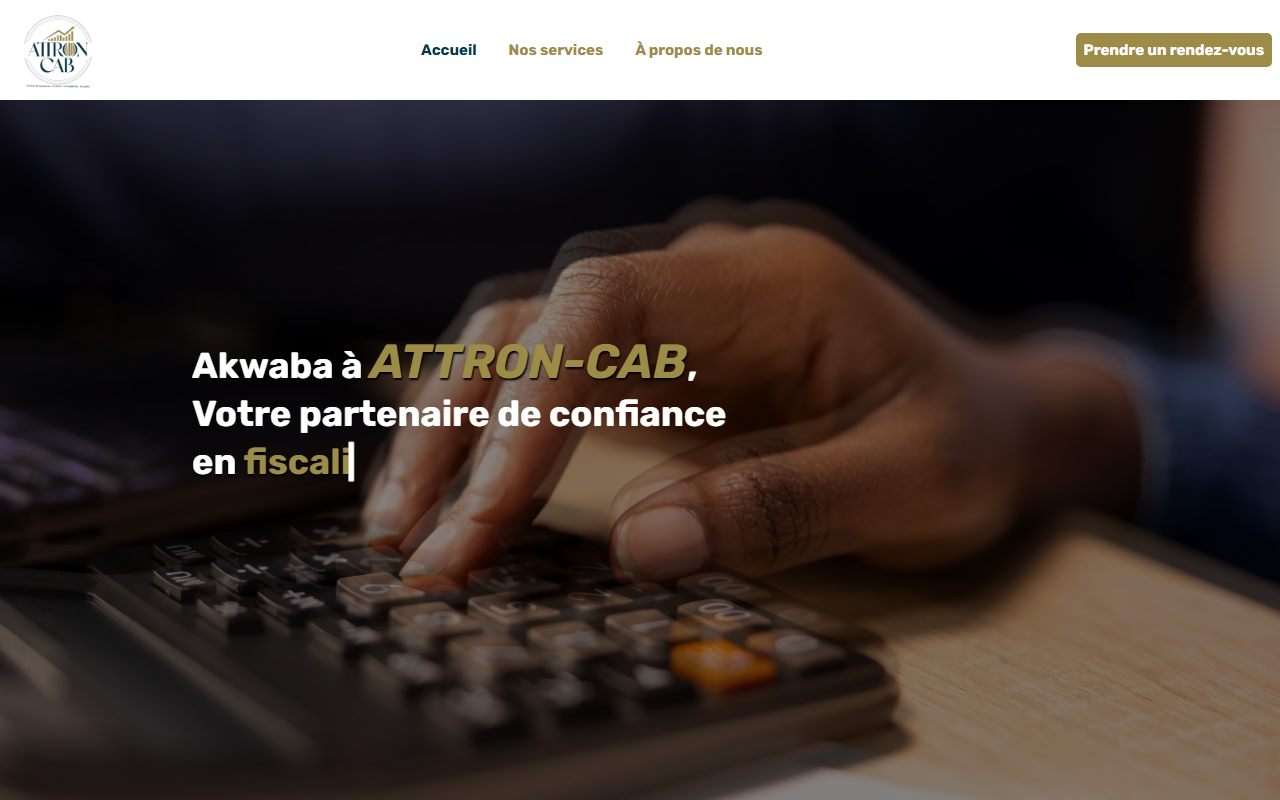 ATTRON
CAB
Accueil
Nos services
À propos de nous
Prendre un rendez-vous
Akwaba à ATTRON-CAB,
Votre partenaire de confiance
en fiscali